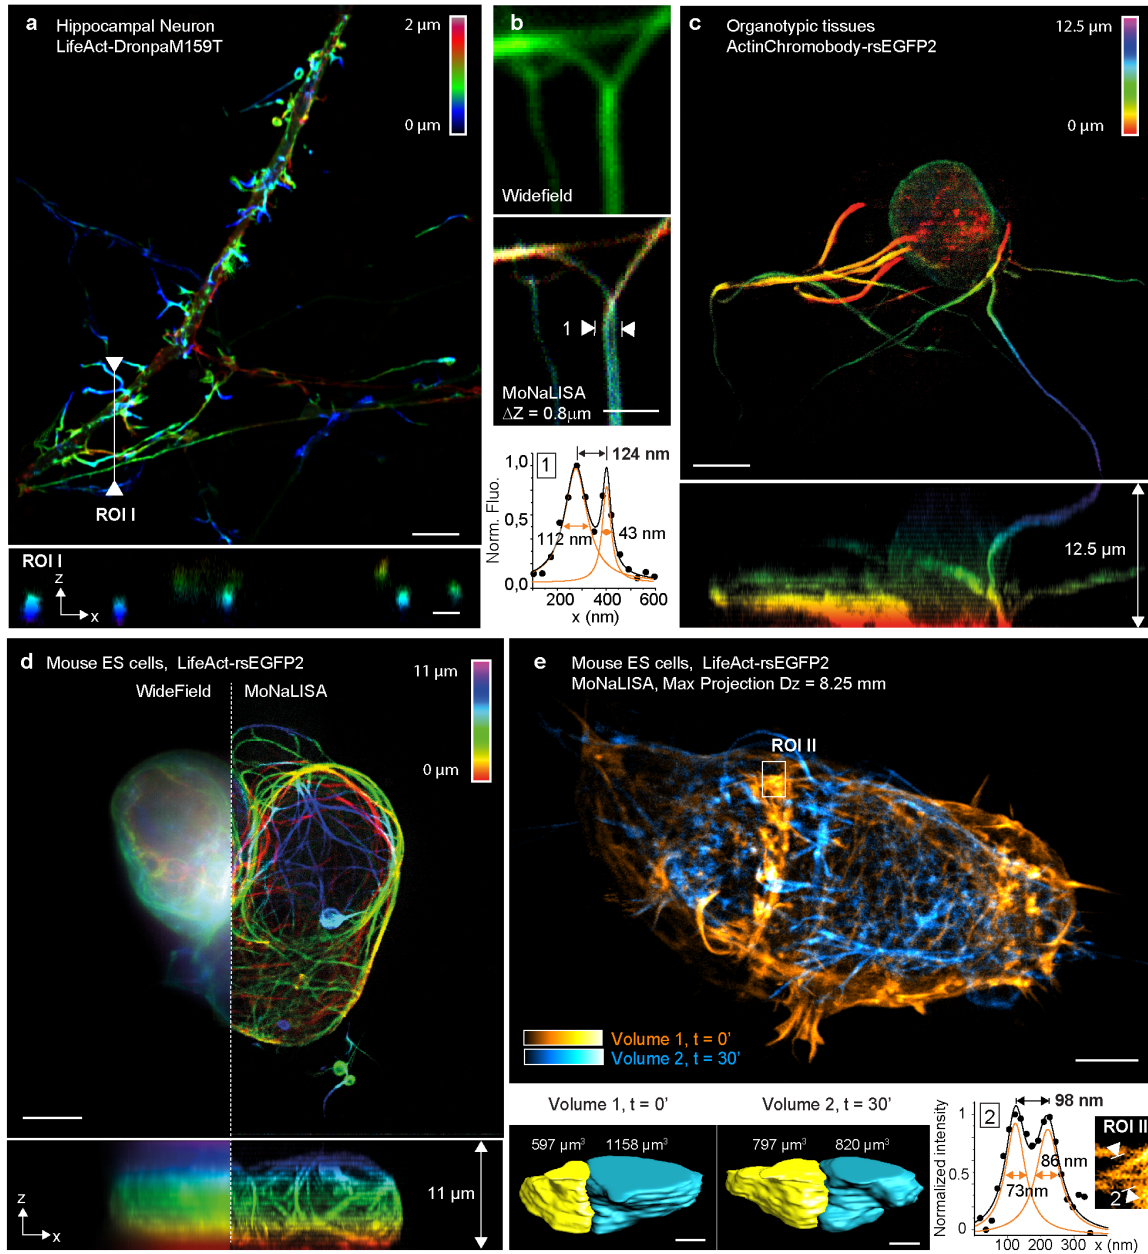 a Hippocampal Neuron
LifeAct-DronpaM159T
2 µm
0 µm
ROI I
ROI I
z
x
b
Widefield
1
MoNaLISA
ΔZ = 0.8µm
1
124 nm
1,0
0,5
0,0
Norm. Fluo.
112 nm
43 nm
200 400 600
x (nm)
c Organotypic tissues
ActinChromobody-rsEGFP2
12.5 µm
0 µm
12.5 µm
d Mouse ES cells, LifeAct-rsEGFP2
WideField MoNaLISA
11 µm
0 µm
z
x
11 µm
e Mouse ES cells, LifeAct-rsEGFP2
MoNaLISA, Max Projection Dz = 8.25 mm
ROI II
Volume 1, t = 0'
Volume 2, t = 30'
Volume 1, t = 0'
597 µm³ 1158 µm³
Volume 2, t = 30'
797 µm³ 820 µm³
2
98 nm
1
0.5
0
Normalized intensity
86 nm
73nm
100 200 300 x (nm)
ROI II
2